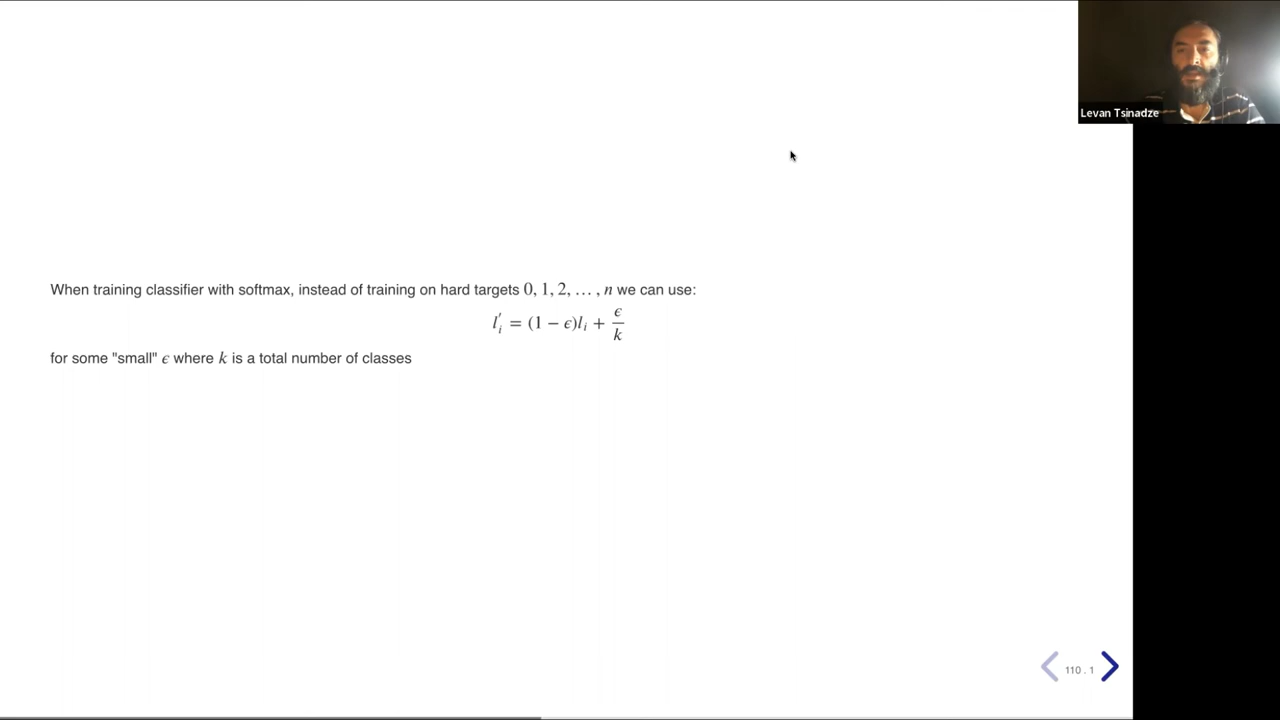 Levan Tsinadze
When training classifier with softmax, instead of training on hard targets 0, 1, 2, … , n we can use:
l′ᵢ = (1 − ϵ)lᵢ + ϵ/k
for some "small" ϵ where k is a total number of classes
110 . 1